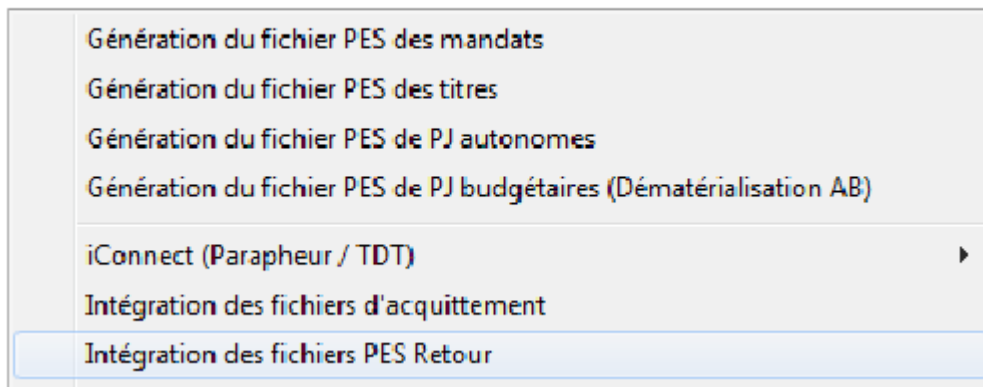 Génération du fichier PES des mandats
Génération du fichier PES des titres
Génération du fichier PES de PJ autonomes
Génération du fichier PES de PJ budgétaires (Dématérialisation AB)
iConnect (Parapheur / TDT)
Intégration des fichiers d'acquittement
Intégration des fichiers PES Retour